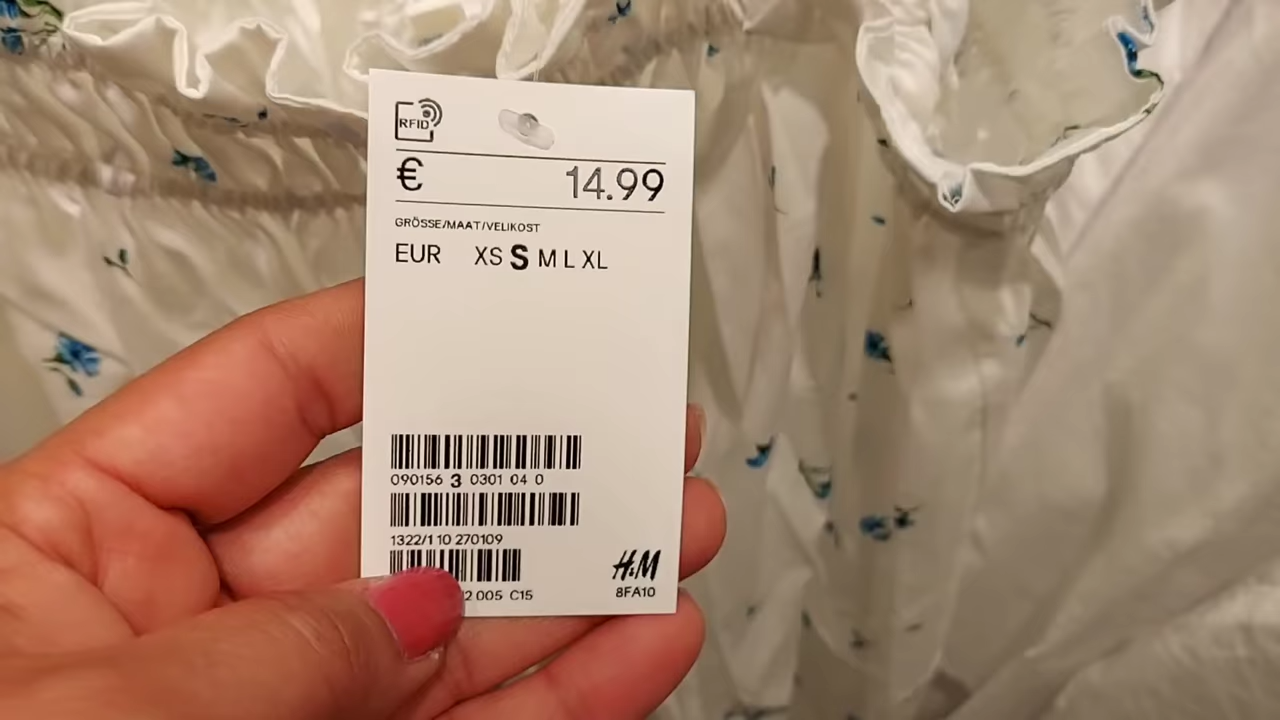 RFID
€ 14.99
GRÖSSE/MAAT/VELIKOST
EUR XS S M L XL
090156 3 0301 04 0
1322/1 10 270109
2 005 C15
H&M
8FA10